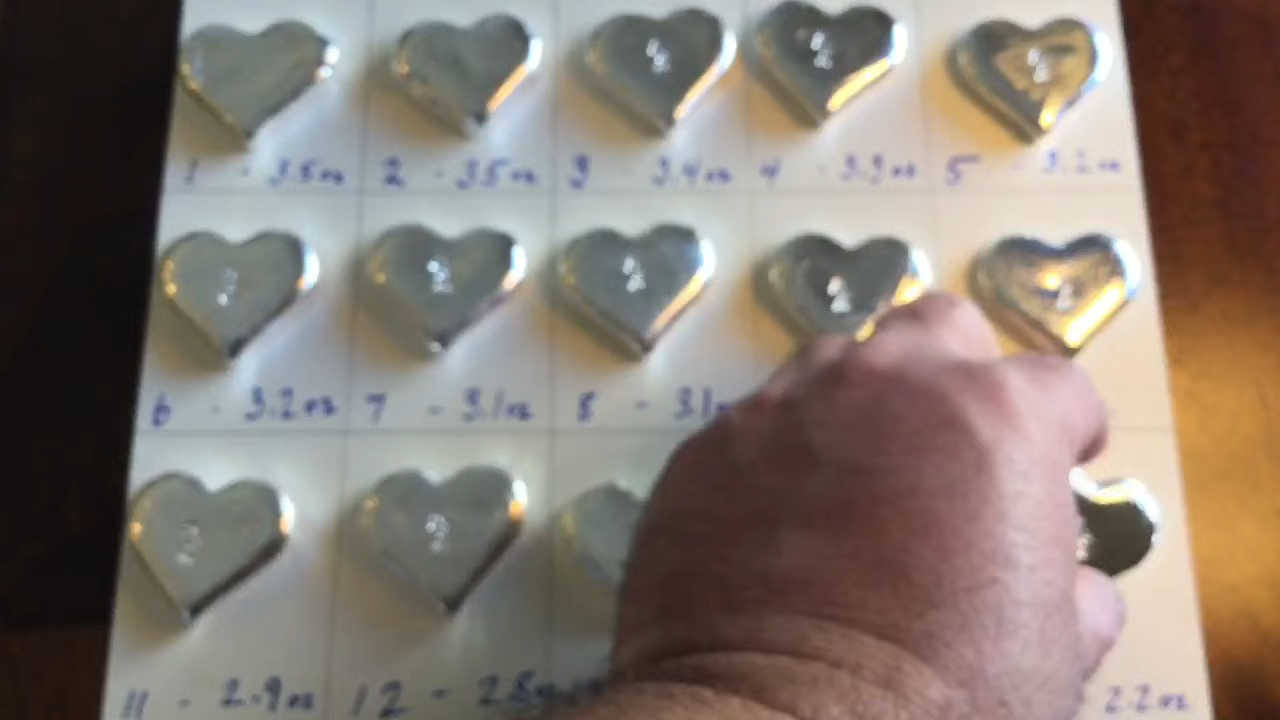 1 - 3.5oz 2 - 3.5oz 3 - 3.4oz 4 - 3.3oz 5 - 3.2oz
6 - 3.2oz 7 - 3.1oz 8 - 3.1oz
11 - 2.9oz 12 - 2.8oz 2.2oz